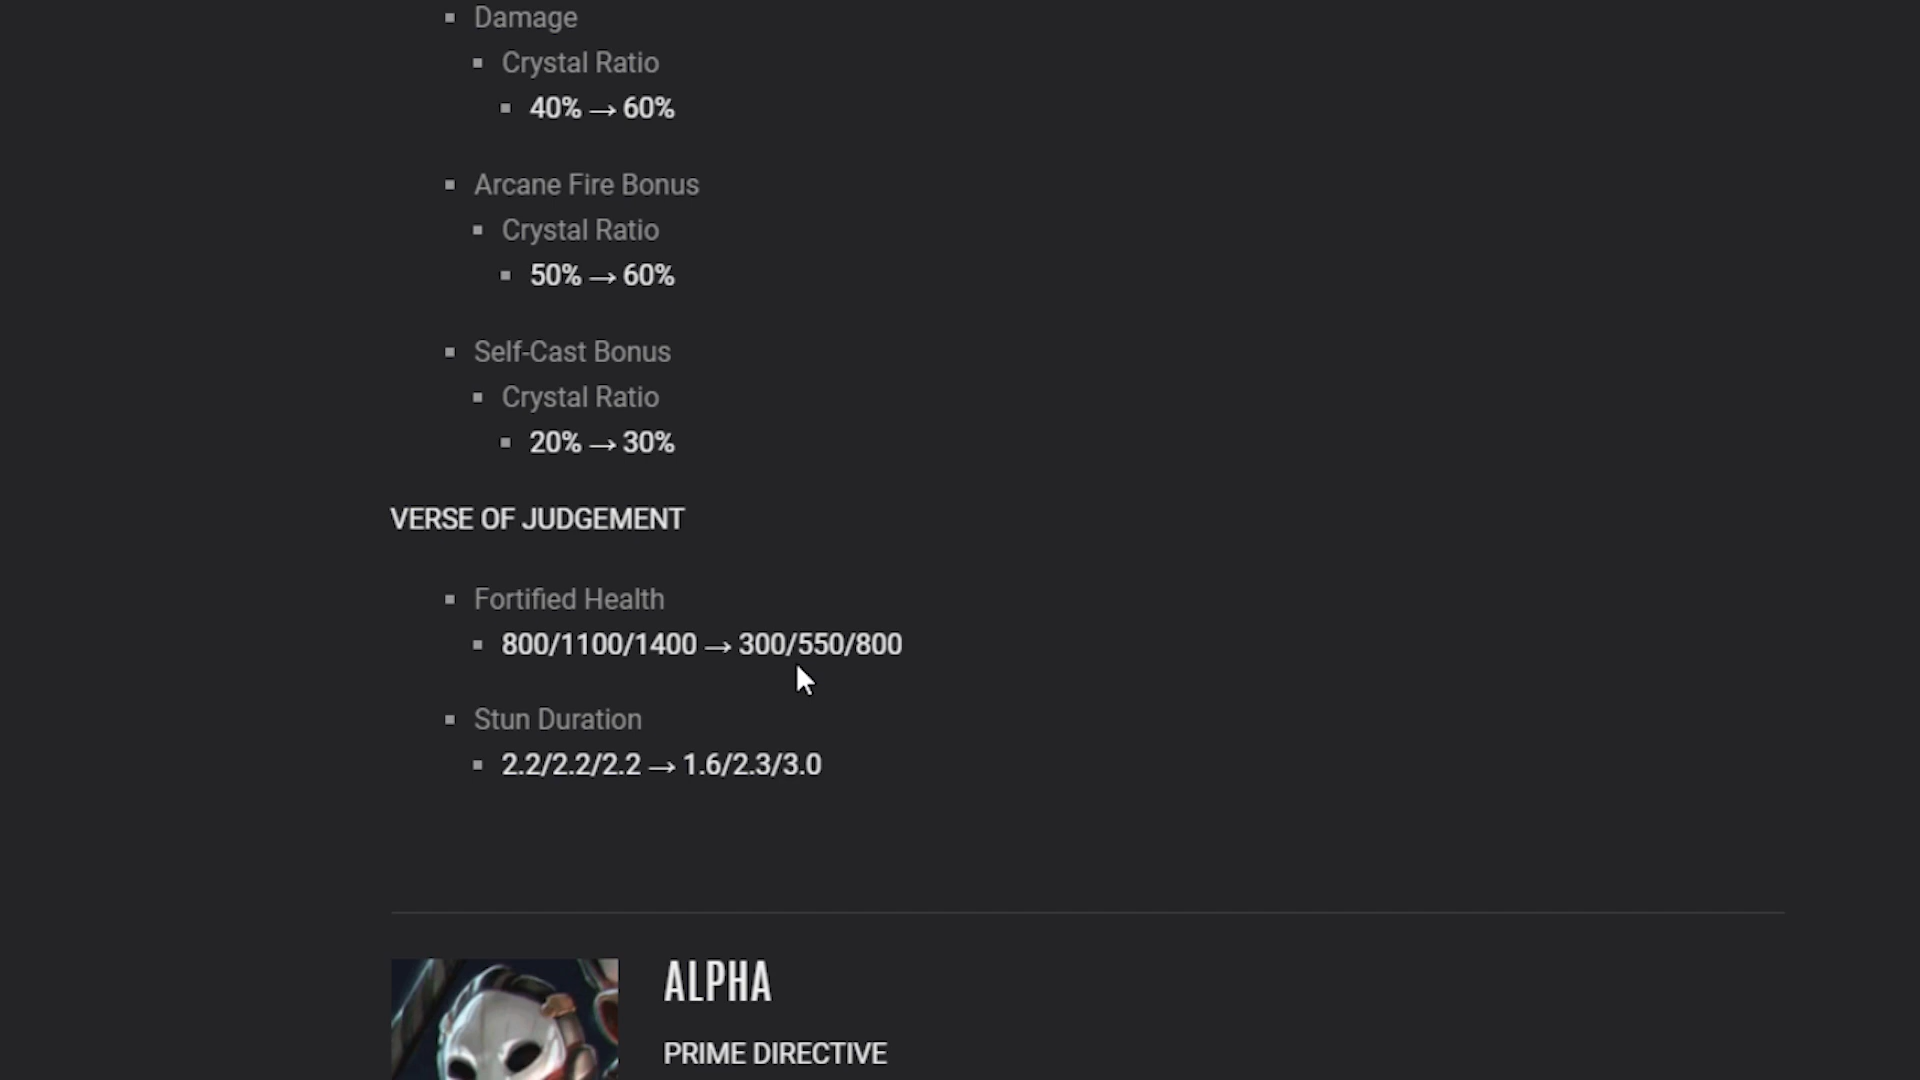 Damage
Crystal Ratio
40% → 60%
Arcane Fire Bonus
Crystal Ratio
50% → 60%
Self-Cast Bonus
Crystal Ratio
20% → 30%
VERSE OF JUDGEMENT
Fortified Health
800/1100/1400 → 300/550/800
Stun Duration
2.2/2.2/2.2 → 1.6/2.3/3.0
ALPHA
PRIME DIRECTIVE